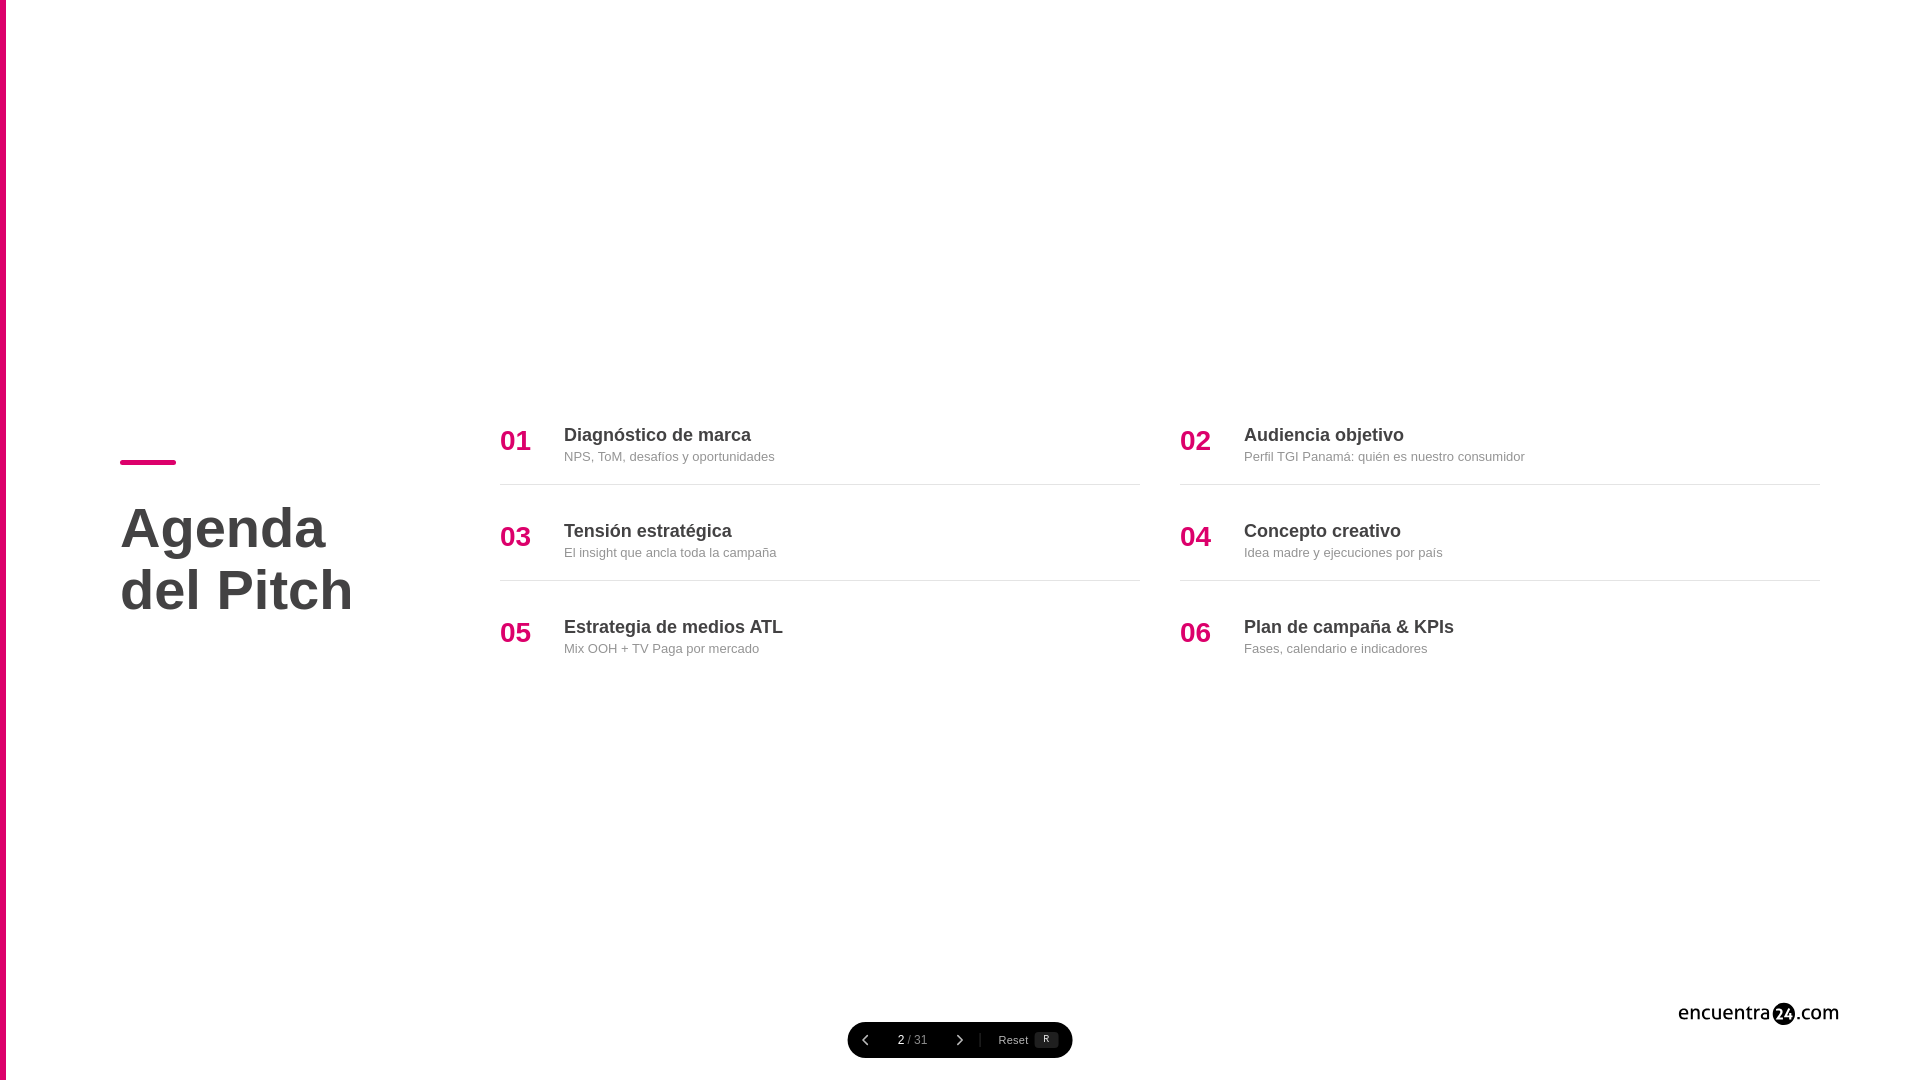 Agenda
del Pitch
01
Diagnóstico de marca
NPS, ToM, desafíos y oportunidades
02
Audiencia objetivo
Perfil TGI Panamá: quién es nuestro consumidor
03
Tensión estratégica
El insight que ancla toda la campaña
04
Concepto creativo
Idea madre y ejecuciones por país
05
Estrategia de medios ATL
Mix OOH + TV Paga por mercado
06
Plan de campaña & KPIs
Fases, calendario e indicadores
encuentra24.com
2 / 31
Reset R